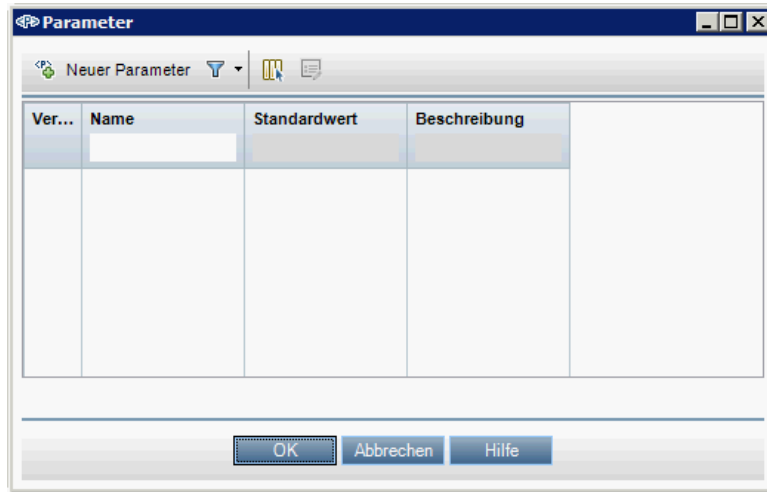 Parameter
Neuer Parameter
Ver... Name Standardwert Beschreibung
OK Abbrechen Hilfe